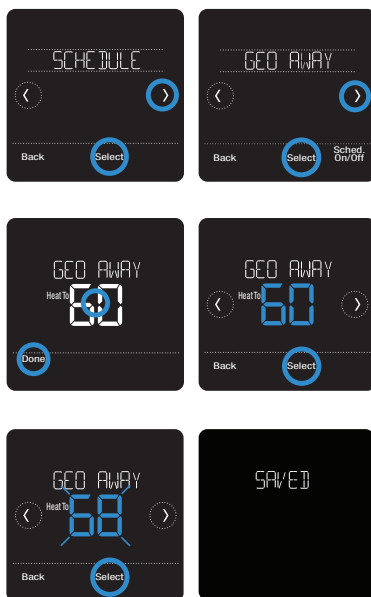 SCHEDULE
Back Select
GEO AWAY
Back Select Sched. On/Off
GEO AWAY
Heat To 60
Done
GEO AWAY
Heat To 60
Back Select
GEO AWAY
Heat To 68
Back Select
SAVED